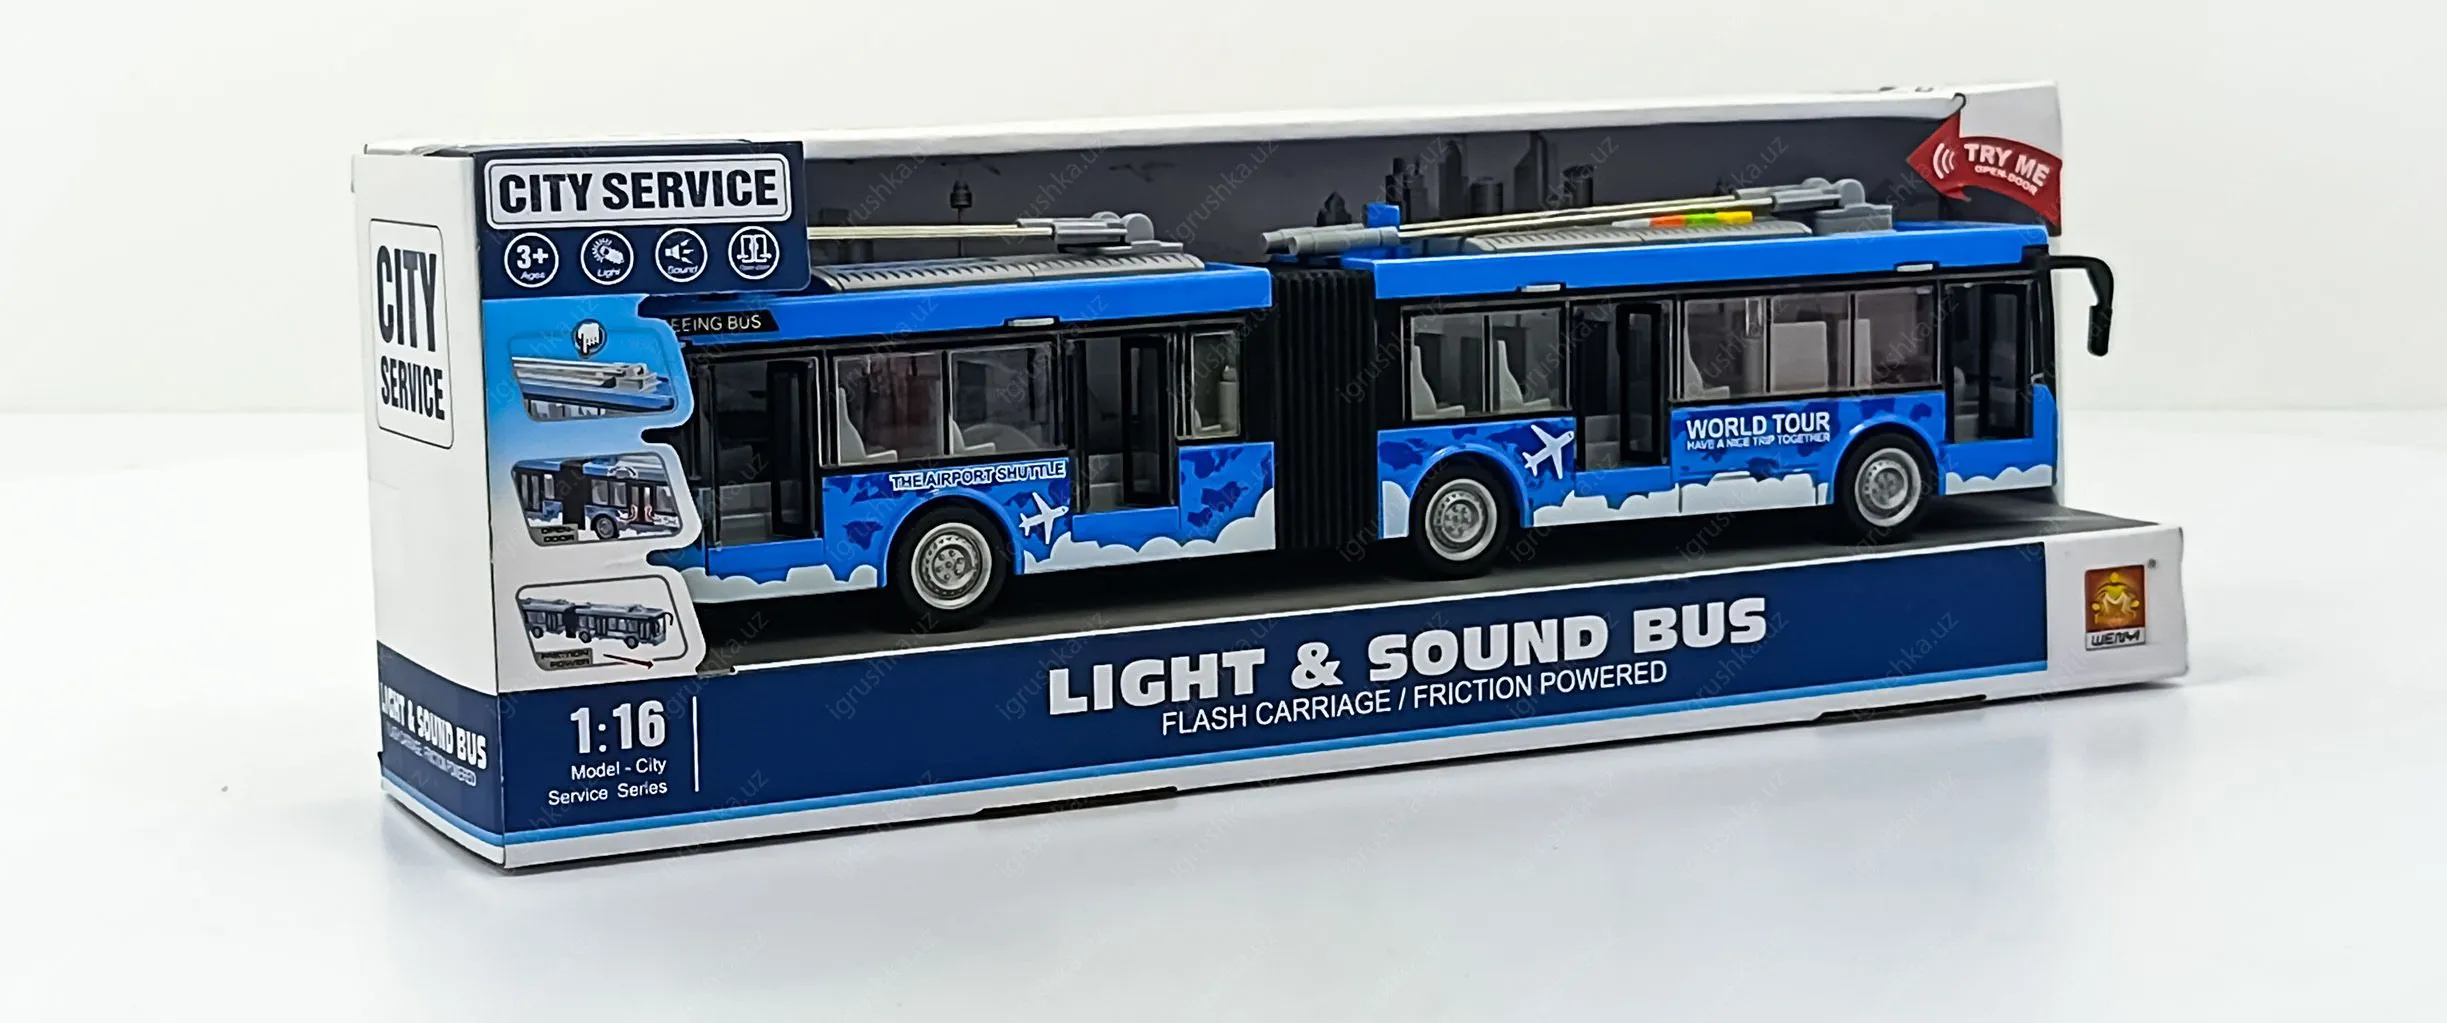 CITY SERVICE
3+
Ages
Light
Sound
Open door
TRY ME
OPEN DOOR
CITY
SERVICE
EEING BUS
THE AIRPORT SHUTTLE
WORLD TOUR
HAVE A NICE TRIP TOGETHER
OPEN
DOOR
FRICTION
POWER
LIGHT & SOUND BUS
FLASH CARRIAGE / FRICTION POWERED
1:16
Model - City
Service Series
LIGHT & SOUND BUS
FLASH CARRIAGE / FRICTION POWERED
WENYI
®
igrushka.uz